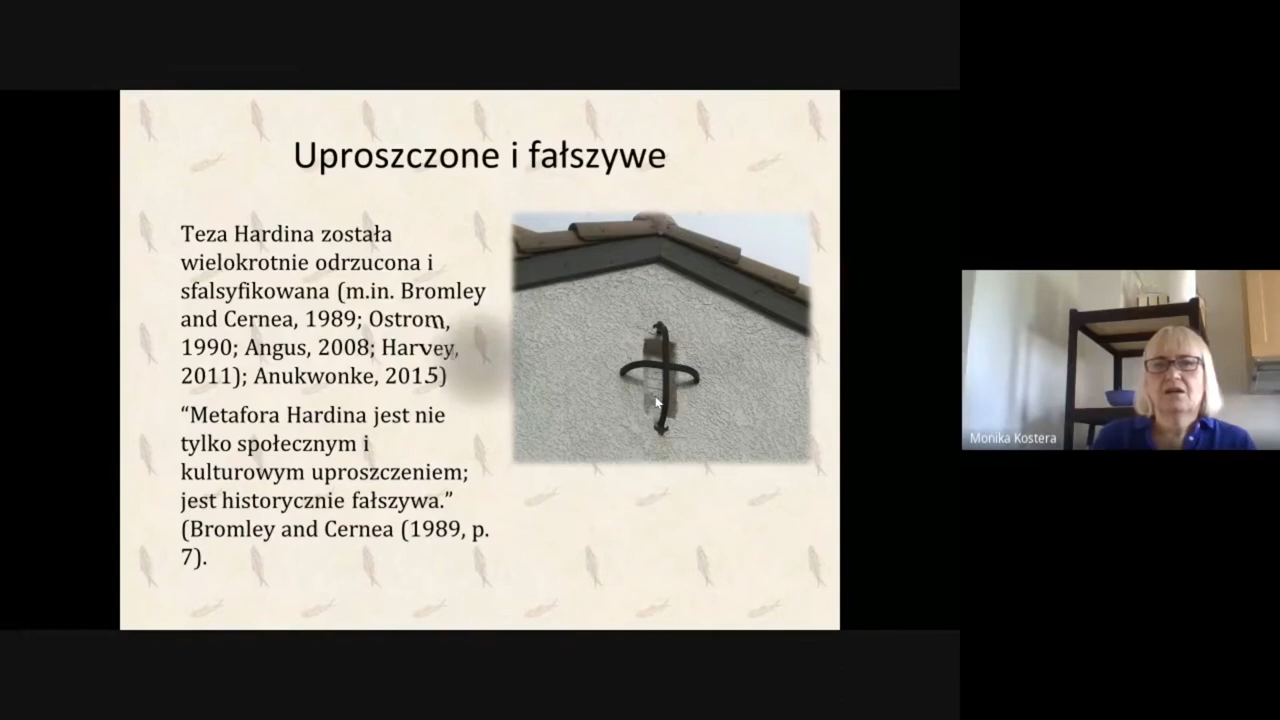 Uproszczone i fałszywe
Teza Hardina została
wielokrotnie odrzucona i
sfalsyfikowana (m.in. Bromley
and Cernea, 1989; Ostrom,
1990; Angus, 2008; Harvey,
2011); Anukwonke, 2015)
“Metafora Hardina jest nie
tylko społecznym i
kulturowym uproszczeniem;
jest historycznie fałszywa.”
(Bromley and Cernea (1989, p.
7).
Monika Kostera